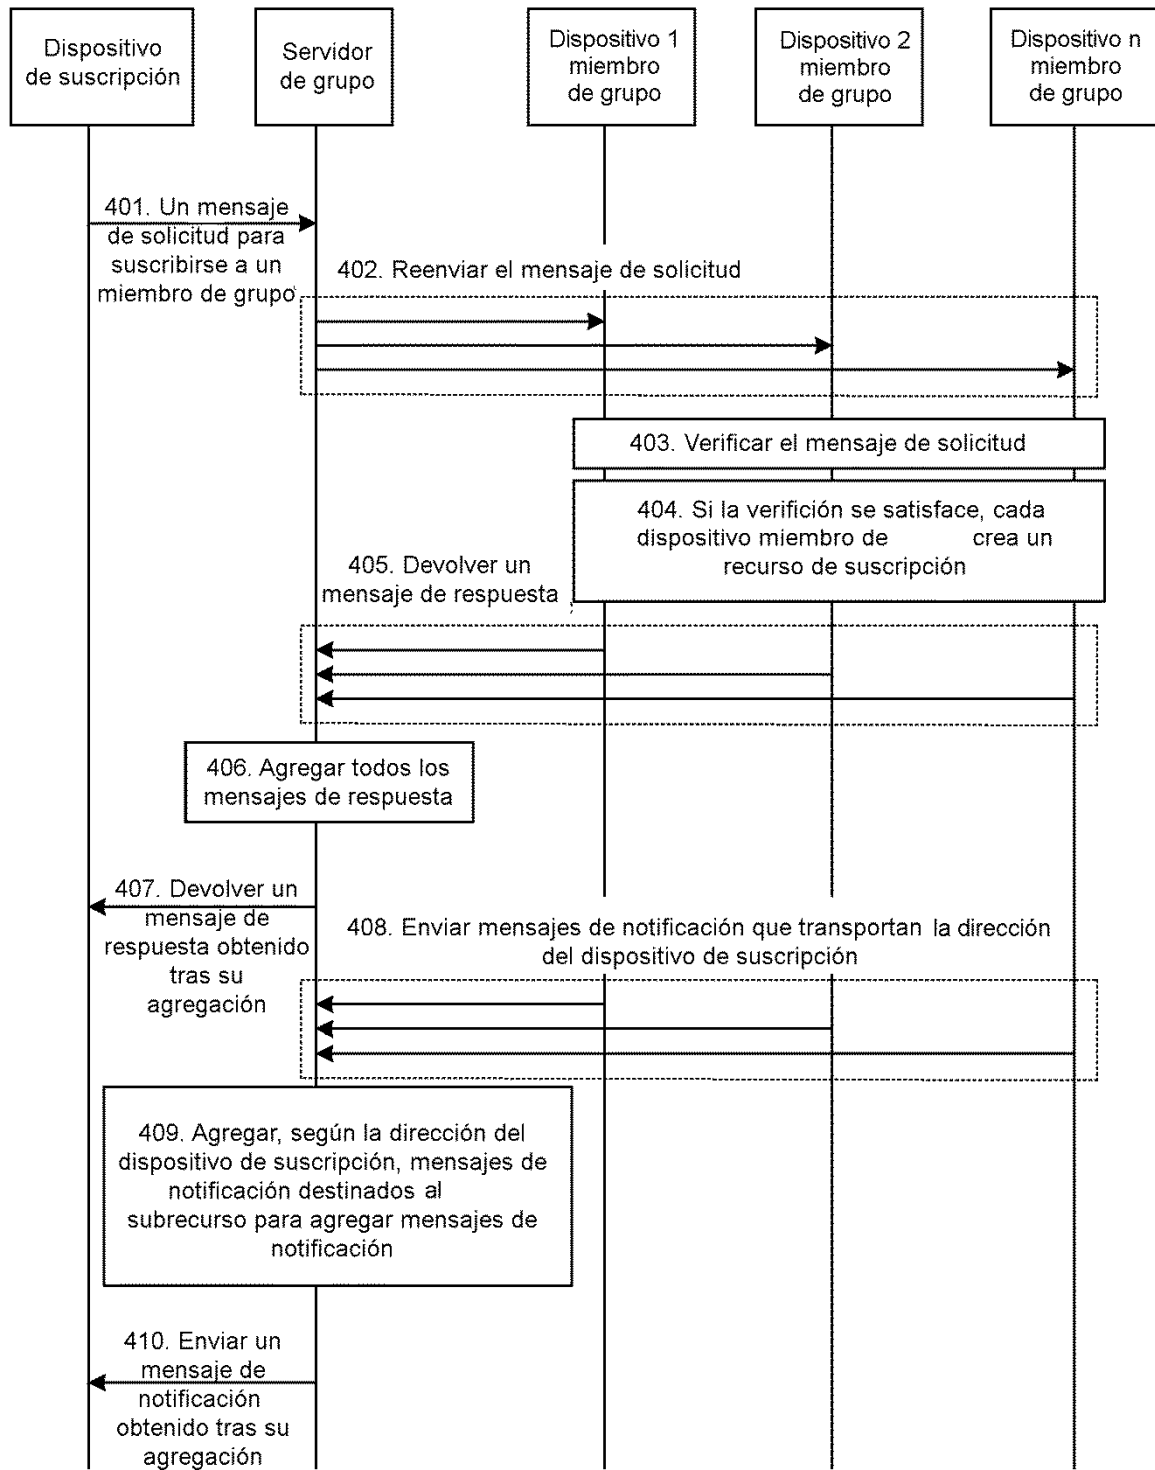 Dispositivo
de suscripción
Servidor
de grupo
Dispositivo 1
miembro
de grupo
Dispositivo 2
miembro
de grupo
Dispositivo n
miembro
de grupo
401. Un mensaje
de solicitud para
suscribirse a un
miembro de grupo
402. Reenviar el mensaje de solicitud
403. Verificar el mensaje de solicitud
404. Si la verifición se satisface, cada
dispositivo miembro de crea un
recurso de suscripción
405. Devolver un
mensaje de respuesta
406. Agregar todos los
mensajes de respuesta
407. Devolver un
mensaje de
respuesta obtenido
tras su
agregación
408. Enviar mensajes de notificación que transportan la dirección
del dispositivo de suscripción
409. Agregar, según la dirección del
dispositivo de suscripción, mensajes de
notificación destinados al
subrecurso para agregar mensajes de
notificación
410. Enviar un
mensaje de
notificación
obtenido tras su
agregación